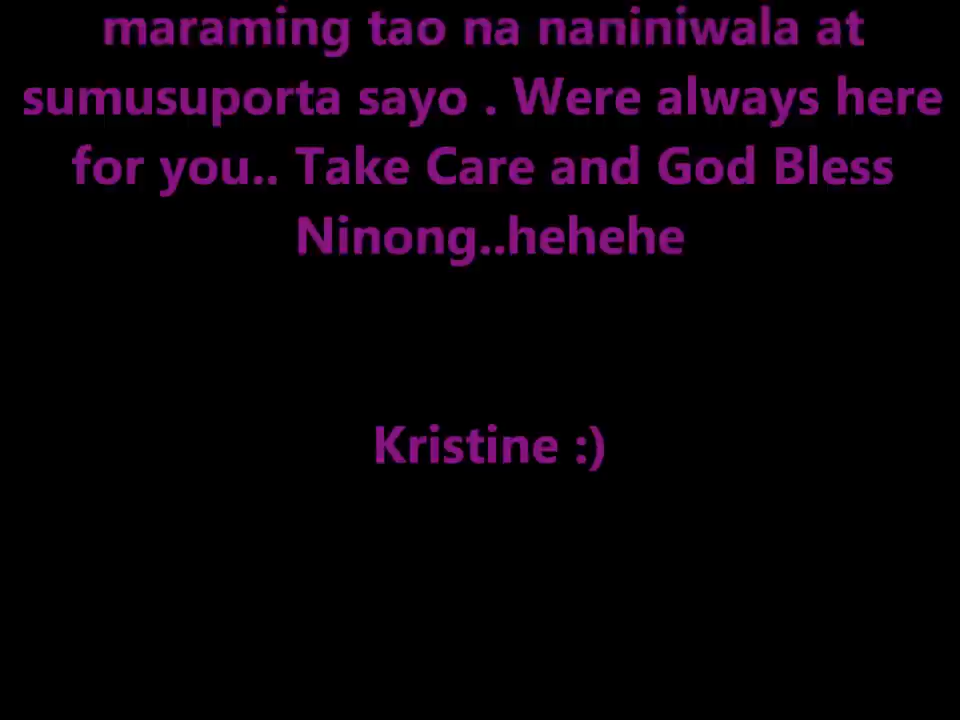 maraming tao na naniniwala at
sumusuporta sayo . Were always here
for you.. Take Care and God Bless
Ninong..hehehe
Kristine :)